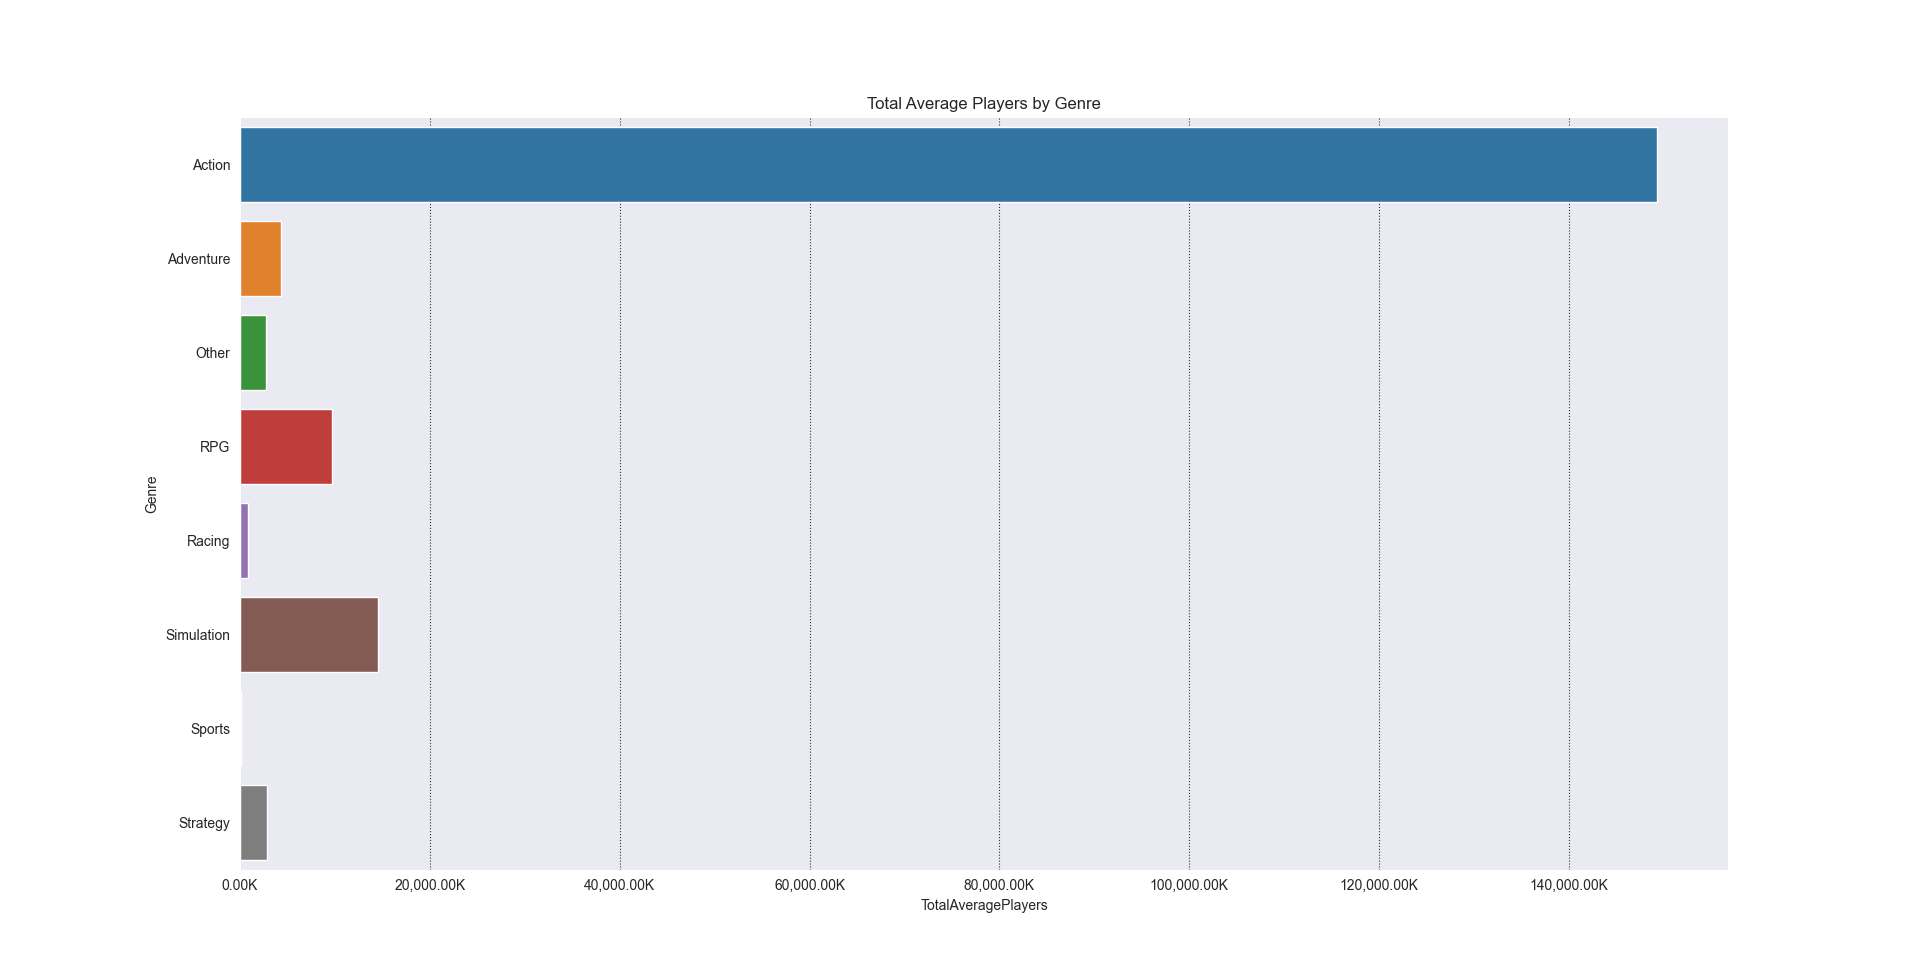 Total Average Players by Genre
Action
Adventure
Other
RPG
Racing
Simulation
Sports
Strategy
Genre
0.00K 20,000.00K 40,000.00K 60,000.00K 80,000.00K 100,000.00K 120,000.00K 140,000.00K
TotalAveragePlayers